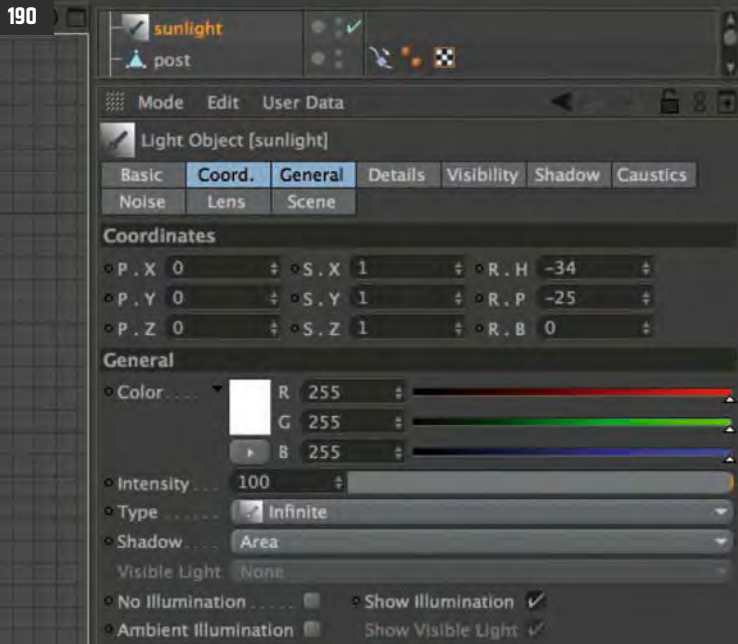 190
sunlight
post
Mode Edit User Data
Light Object [sunlight]
Basic Coord. General Details Visibility Shadow Caustics
Noise Lens Scene
Coordinates
P . X 0 S . X 1 R . H -34
P . Y 0 S . Y 1 R . P -25
P . Z 0 S . Z 1 R . B 0
General
Color.... R 255
G 255
B 255
Intensity... 100
Type ...... Infinite
Shadow.... Area
Visible Light None
No Illumination ..... Show Illumination
Ambient Illumination Show Visible Light